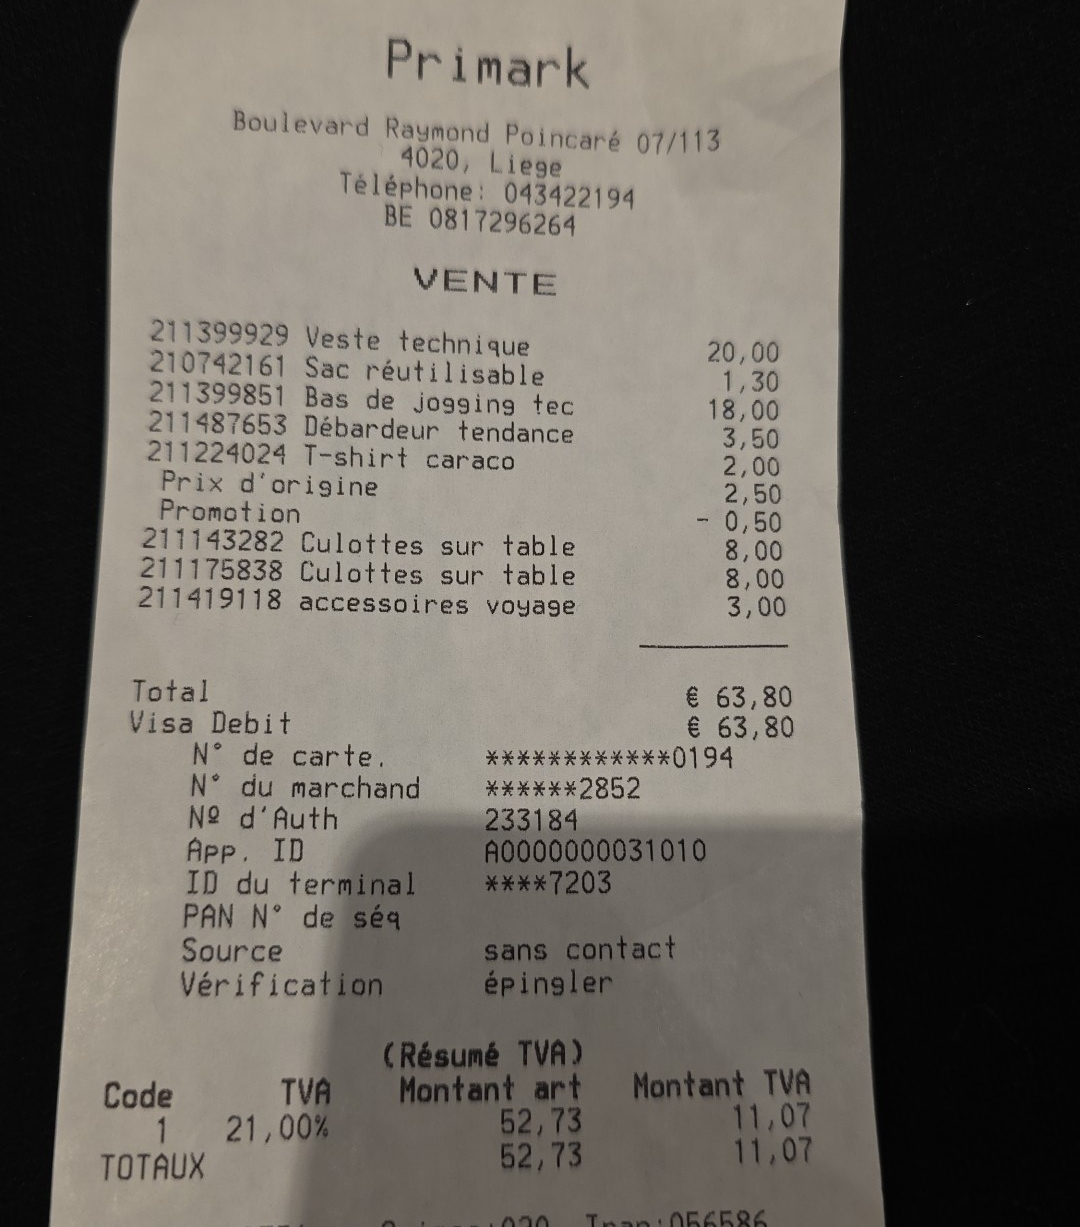 Primark
Boulevard Raymond Poincaré 07/113
4020, Liege
Téléphone: 043422194
BE 0817296264
VENTE
211399929 Veste technique 20,00
210742161 Sac réutilisable 1,30
211399851 Bas de jogging tec 18,00
211487653 Débardeur tendance 3,50
211224024 T-shirt caraco 2,00
Prix d'origine 2,50
Promotion - 0,50
211143282 Culottes sur table 8,00
211175838 Culottes sur table 8,00
211419118 accessoires voyage 3,00
Total € 63,80
Visa Debit € 63,80
N° de carte. ************0194
N° du marchand ******2852
Nº d'Auth 233184
App. ID A0000000031010
ID du terminal ****7203
PAN N° de séq
Source sans contact
Vérification épingler
(Résumé TVA)
Code TVA Montant art Montant TVA
1 21,00% 52,73 11,07
TOTAUX 52,73 11,07